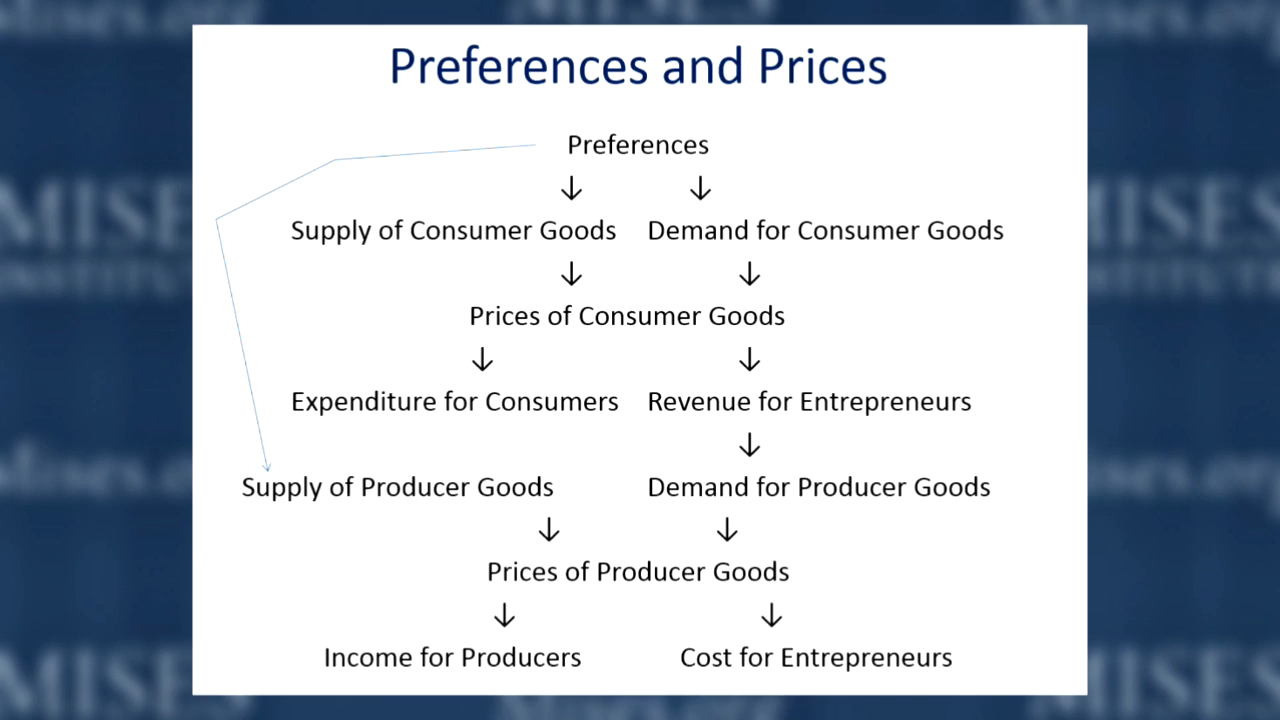 Preferences and Prices
Preferences
↓ ↓
Supply of Consumer Goods Demand for Consumer Goods
↓ ↓
Prices of Consumer Goods
↓ ↓
Expenditure for Consumers Revenue for Entrepreneurs
↓
Supply of Producer Goods Demand for Producer Goods
↓ ↓
Prices of Producer Goods
↓ ↓
Income for Producers Cost for Entrepreneurs